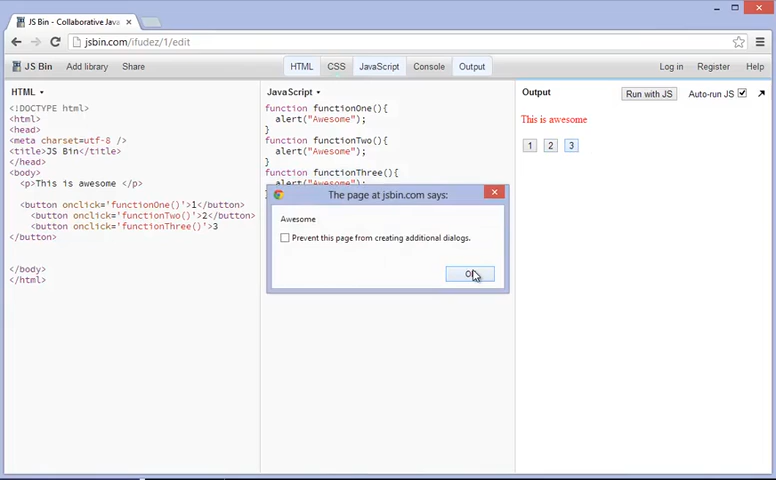 JS Bin - Collaborative Java
jsbin.com/ifudez/1/edit
JS Bin Add library Share HTML CSS JavaScript Console Output Log in Register Help
HTML
<!DOCTYPE html>
<html>
<head>
<meta charset=utf-8 />
<title>JS Bin</title>
</head>
<body>
<p>This is awesome </p>
<button onclick='functionOne()'>1</button>
<button onclick='functionTwo()'>2</button>
<button onclick='functionThree()'>3
</button>
</body>
</html>
JavaScript
function functionOne(){
alert("Awesome");
}
function functionTwo(){
alert("Awesome");
}
function functionThree(){
alert("Awesome");
The page at jsbin.com says:
Awesome
Prevent this page from creating additional dialogs.
Output Run with JS Auto-run JS
This is awesome
1 2 3